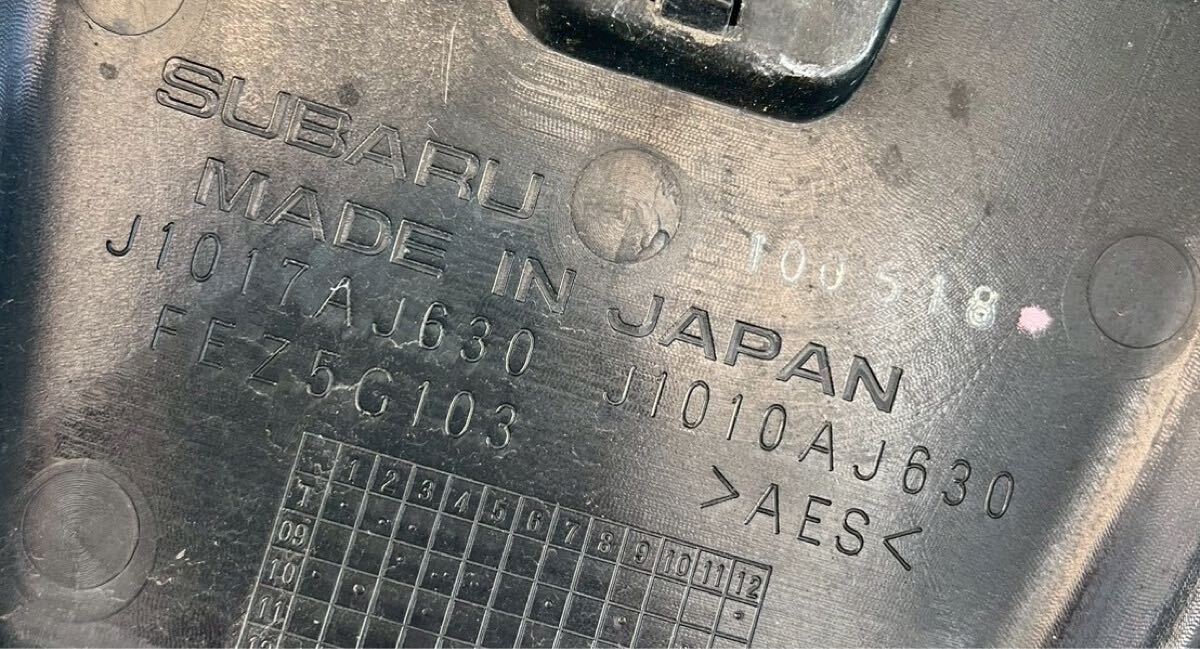 SUBARU
MADE IN JAPAN
J1017AJ630 J1010AJ630
FEZ5G103
>AES<
100518
1 2 3 4 5 6 7 8 9 10 11 12
T
09
10
11